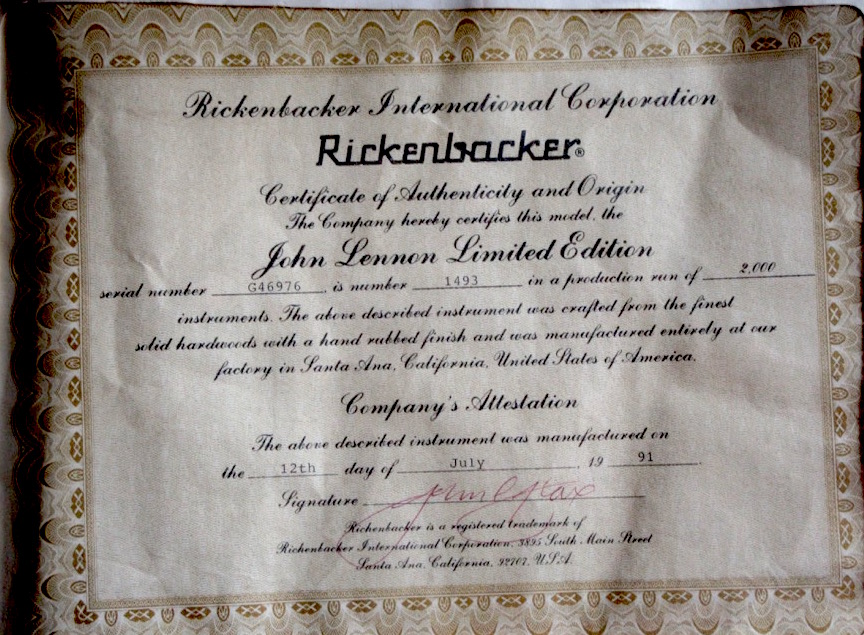 Rickenbacker International Corporation
Rickenbacker®
Certificate of Authenticity and Origin
The Company hereby certifies this model, the
John Lennon Limited Edition
serial number G46976, is number 1493 in a production run of 2,000
instruments. The above described instrument was crafted from the finest
solid hardwoods with a hand rubbed finish and was manufactured entirely at our
factory in Santa Ana, California, United States of America.
Company's Attestation
The above described instrument was manufactured on
the 12th day of July, 19 91
Signature
Rickenbacker is a registered trademark of
Rickenbacker International Corporation, 3895 South Main Street
Santa Ana, California, 92707, U.S.A.